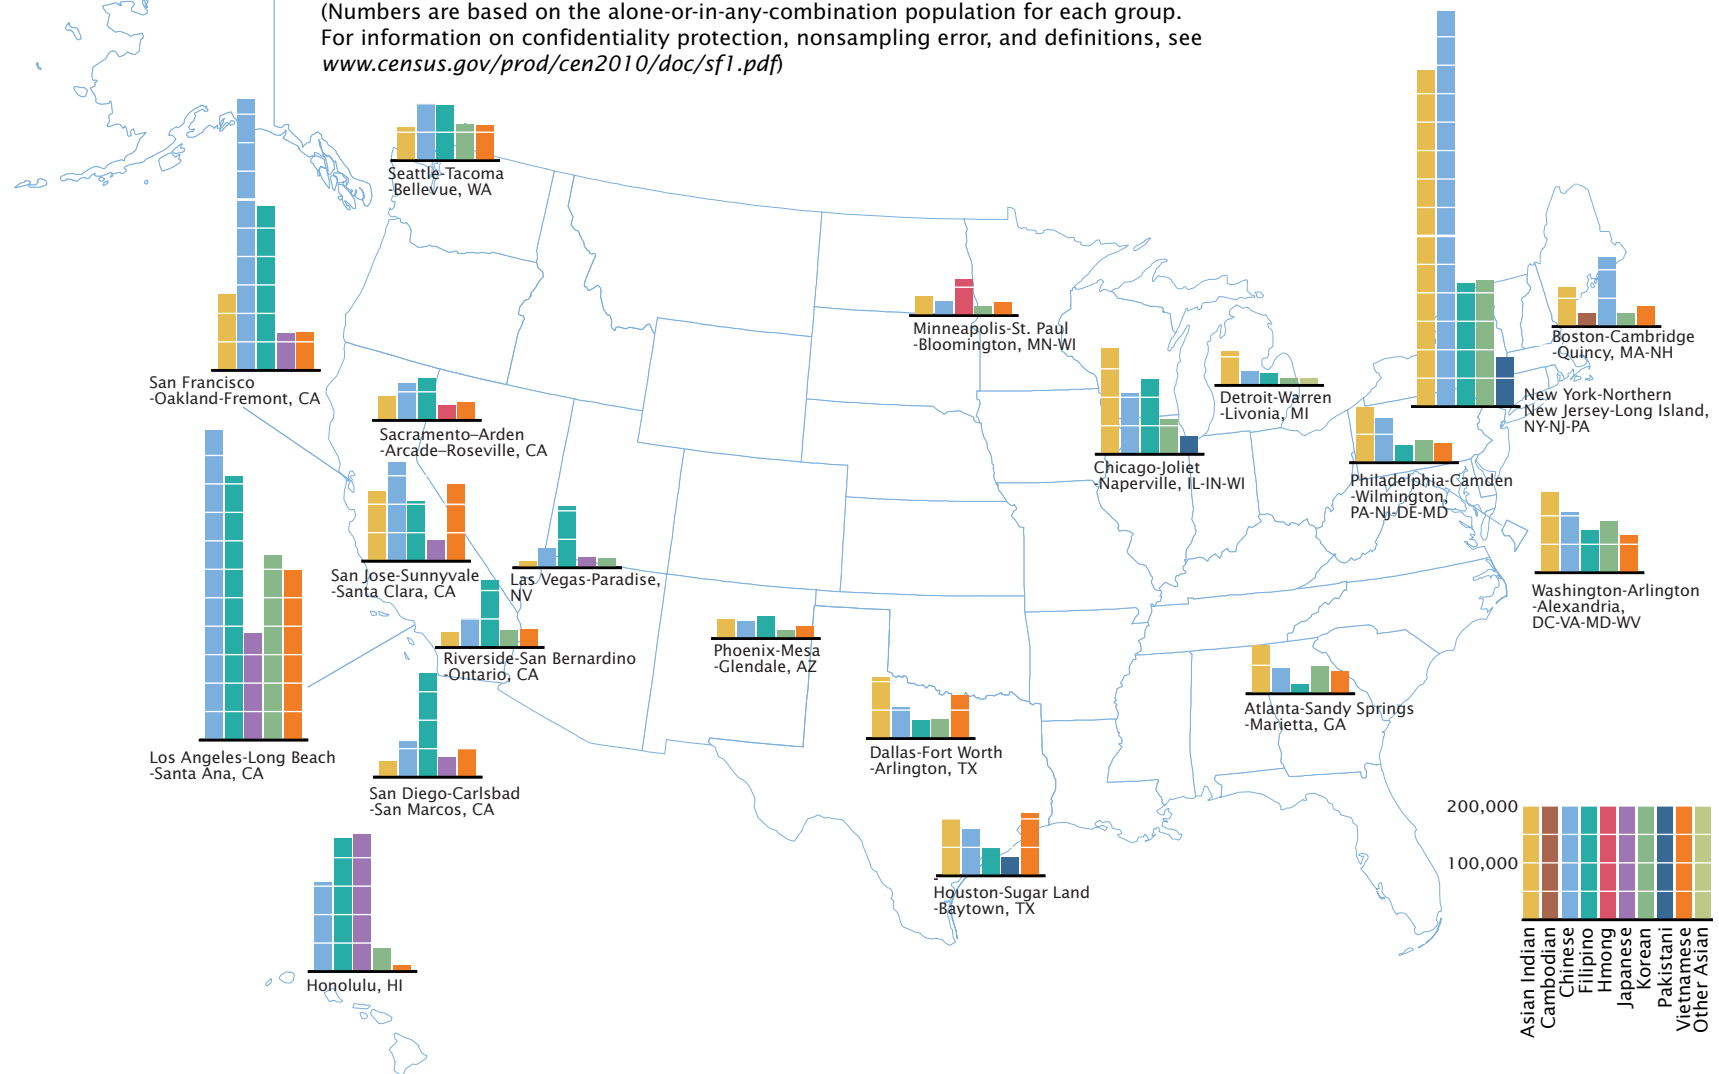 (Numbers are based on the alone-or-in-any-combination population for each group.
For information on confidentiality protection, nonsampling error, and definitions, see
www.census.gov/prod/cen2010/doc/sf1.pdf)
Seattle-Tacoma
-Bellevue, WA
Minneapolis-St. Paul
-Bloomington, MN-WI
Boston-Cambridge
-Quincy, MA-NH
San Francisco
-Oakland-Fremont, CA
Detroit-Warren
-Livonia, MI
New York-Northern
New Jersey-Long Island,
NY-NJ-PA
Sacramento–Arden
-Arcade–Roseville, CA
Chicago-Joliet
-Naperville, IL-IN-WI
Philadelphia-Camden
-Wilmington,
PA-NJ-DE-MD
San Jose-Sunnyvale
-Santa Clara, CA
Las Vegas-Paradise,
NV
Washington-Arlington
-Alexandria,
DC-VA-MD-WV
Riverside-San Bernardino
-Ontario, CA
Phoenix-Mesa
-Glendale, AZ
Atlanta-Sandy Springs
-Marietta, GA
Los Angeles-Long Beach
-Santa Ana, CA
Dallas-Fort Worth
-Arlington, TX
San Diego-Carlsbad
-San Marcos, CA
Houston-Sugar Land
-Baytown, TX
Honolulu, HI
200,000
100,000
Asian Indian
Cambodian
Chinese
Filipino
Hmong
Japanese
Korean
Pakistani
Vietnamese
Other Asian